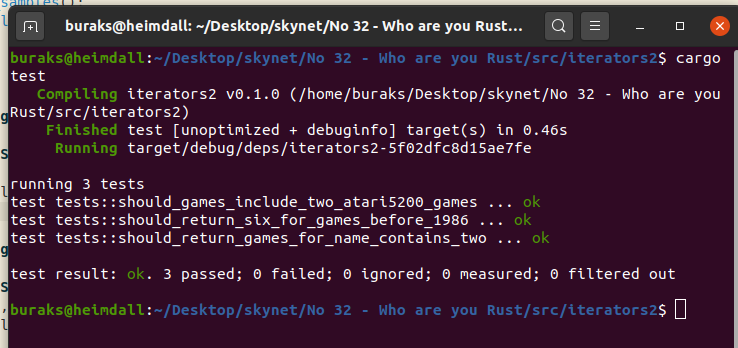 samples();
buraks@heimdall: ~/Desktop/skynet/No 32 - Who are you Rust...
buraks@heimdall:~/Desktop/skynet/No 32 - Who are you Rust/src/iterators2$ cargo
test
Compiling iterators2 v0.1.0 (/home/buraks/Desktop/skynet/No 32 - Who are you
Rust/src/iterators2)
Finished test [unoptimized + debuginfo] target(s) in 0.46s
Running target/debug/deps/iterators2-5f02dfc8d15ae7fe
running 3 tests
test tests::should_games_include_two_atari5200_games ... ok
test tests::should_return_six_for_games_before_1986 ... ok
test tests::should_return_games_for_name_contains_two ... ok
test result: ok. 3 passed; 0 failed; 0 ignored; 0 measured; 0 filtered out
buraks@heimdall:~/Desktop/skynet/No 32 - Who are you Rust/src/iterators2$